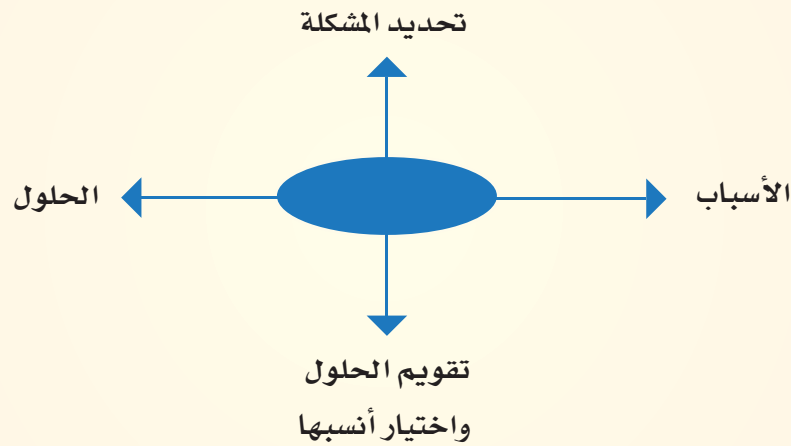 تحديد المشكلة
الأسباب
الحلول
تقويم الحلول
واختيار أنسبها